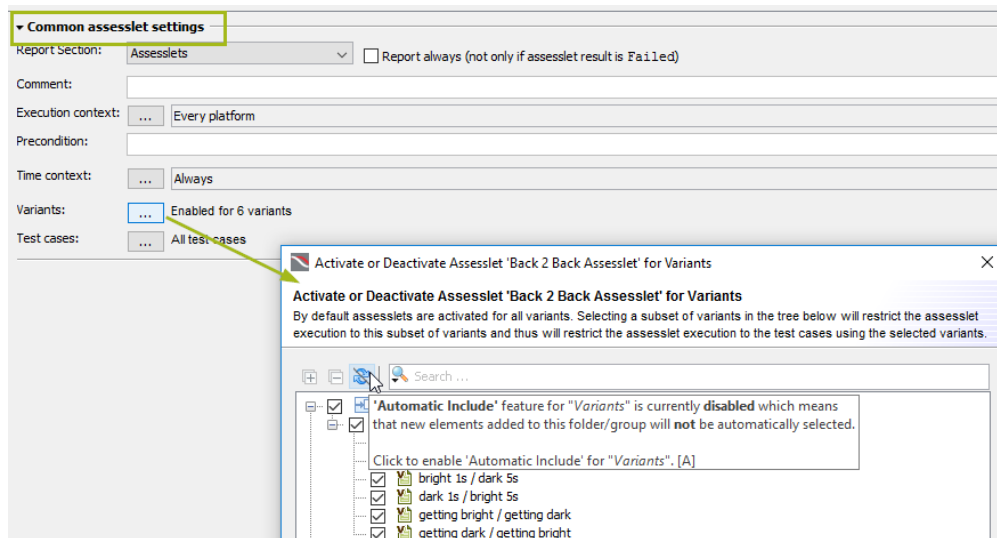 Common assesslet settings
Report Section: Assesslets Report always (not only if assesslet result is Failed)
Comment:
Execution context: ... Every platform
Precondition:
Time context: ... Always
Variants: ... Enabled for 6 variants
Test cases: ... All test cases
Activate or Deactivate Assesslet 'Back 2 Back Assesslet' for Variants
Activate or Deactivate Assesslet 'Back 2 Back Assesslet' for Variants
By default assesslets are activated for all variants. Selecting a subset of variants in the tree below will restrict the assesslet
execution to this subset of variants and thus will restrict the assesslet execution to the test cases using the selected variants.
Search ...
'Automatic Include' feature for "Variants" is currently disabled which means
that new elements added to this folder/group will not be automatically selected.
Click to enable 'Automatic Include' for "Variants". [A]
bright 1s / dark 5s
dark 1s / bright 5s
getting bright / getting dark
getting dark / getting bright